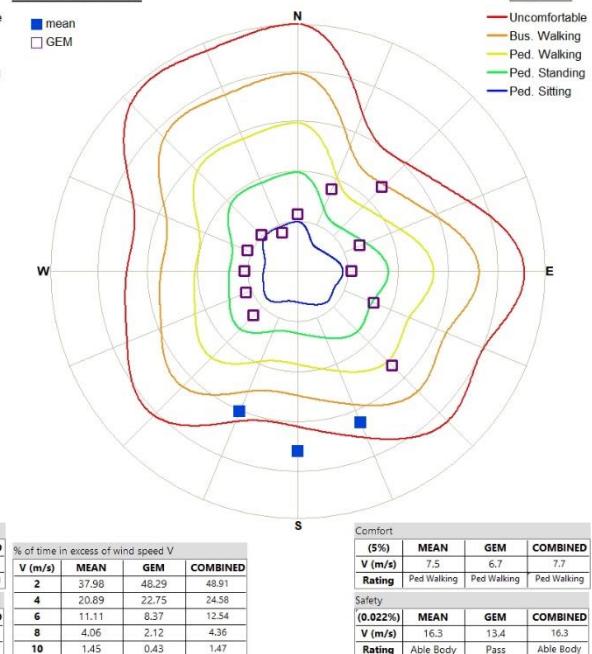 mean
GEM
N
Uncomfortable
Bus. Walking
Ped. Walking
Ped. Standing
Ped. Sitting
W
E
S
% of time in excess of wind speed V
V (m/s) MEAN GEM COMBINED
2 37.98 48.29 48.91
4 20.89 22.75 24.58
6 11.11 8.37 12.54
8 4.06 2.12 4.36
10 1.45 0.43 1.47
Comfort
(5%) MEAN GEM COMBINED
V (m/s) 7.5 6.7 7.7
Rating Ped Walking Ped Walking Ped Walking
Safety
(0.022%) MEAN GEM COMBINED
V (m/s) 16.3 13.4 16.3
Rating Able Body Pass Able Body